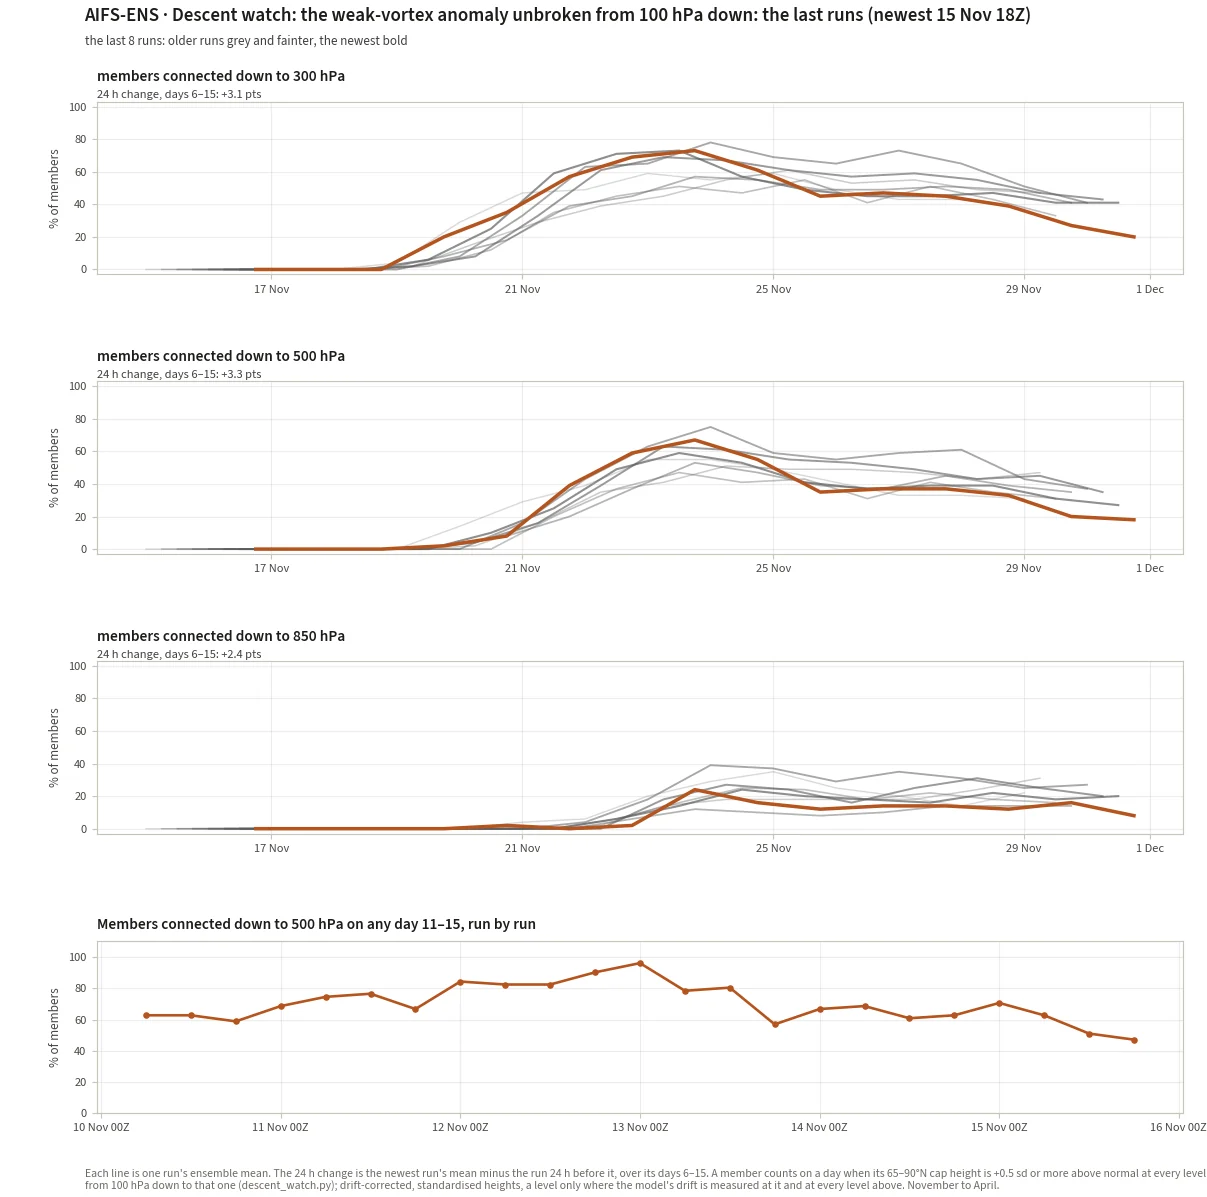 AIFS-ENS · Descent watch: the weak-vortex anomaly unbroken from 100 hPa down: the last runs (newest 15 Nov 18Z)
the last 8 runs: older runs grey and fainter, the newest bold
members connected down to 300 hPa
24 h change, days 6–15: +3.1 pts
% of members
100
80
60
40
20
0
17 Nov
21 Nov
25 Nov
29 Nov
1 Dec
members connected down to 500 hPa
24 h change, days 6–15: +3.3 pts
% of members
100
80
60
40
20
0
17 Nov
21 Nov
25 Nov
29 Nov
1 Dec
members connected down to 850 hPa
24 h change, days 6–15: +2.4 pts
% of members
100
80
60
40
20
0
17 Nov
21 Nov
25 Nov
29 Nov
1 Dec
Members connected down to 500 hPa on any day 11–15, run by run
% of members
100
80
60
40
20
0
10 Nov 00Z
11 Nov 00Z
12 Nov 00Z
13 Nov 00Z
14 Nov 00Z
15 Nov 00Z
16 Nov 00Z
Each line is one run's ensemble mean. The 24 h change is the newest run's mean minus the run 24 h before it, over its days 6–15. A member counts on a day when its 65–90°N cap height is +0.5 sd or more above normal at every level
from 100 hPa down to that one (descent_watch.py); drift-corrected, standardised heights, a level only where the model's drift is measured at it and at every level above. November to April.